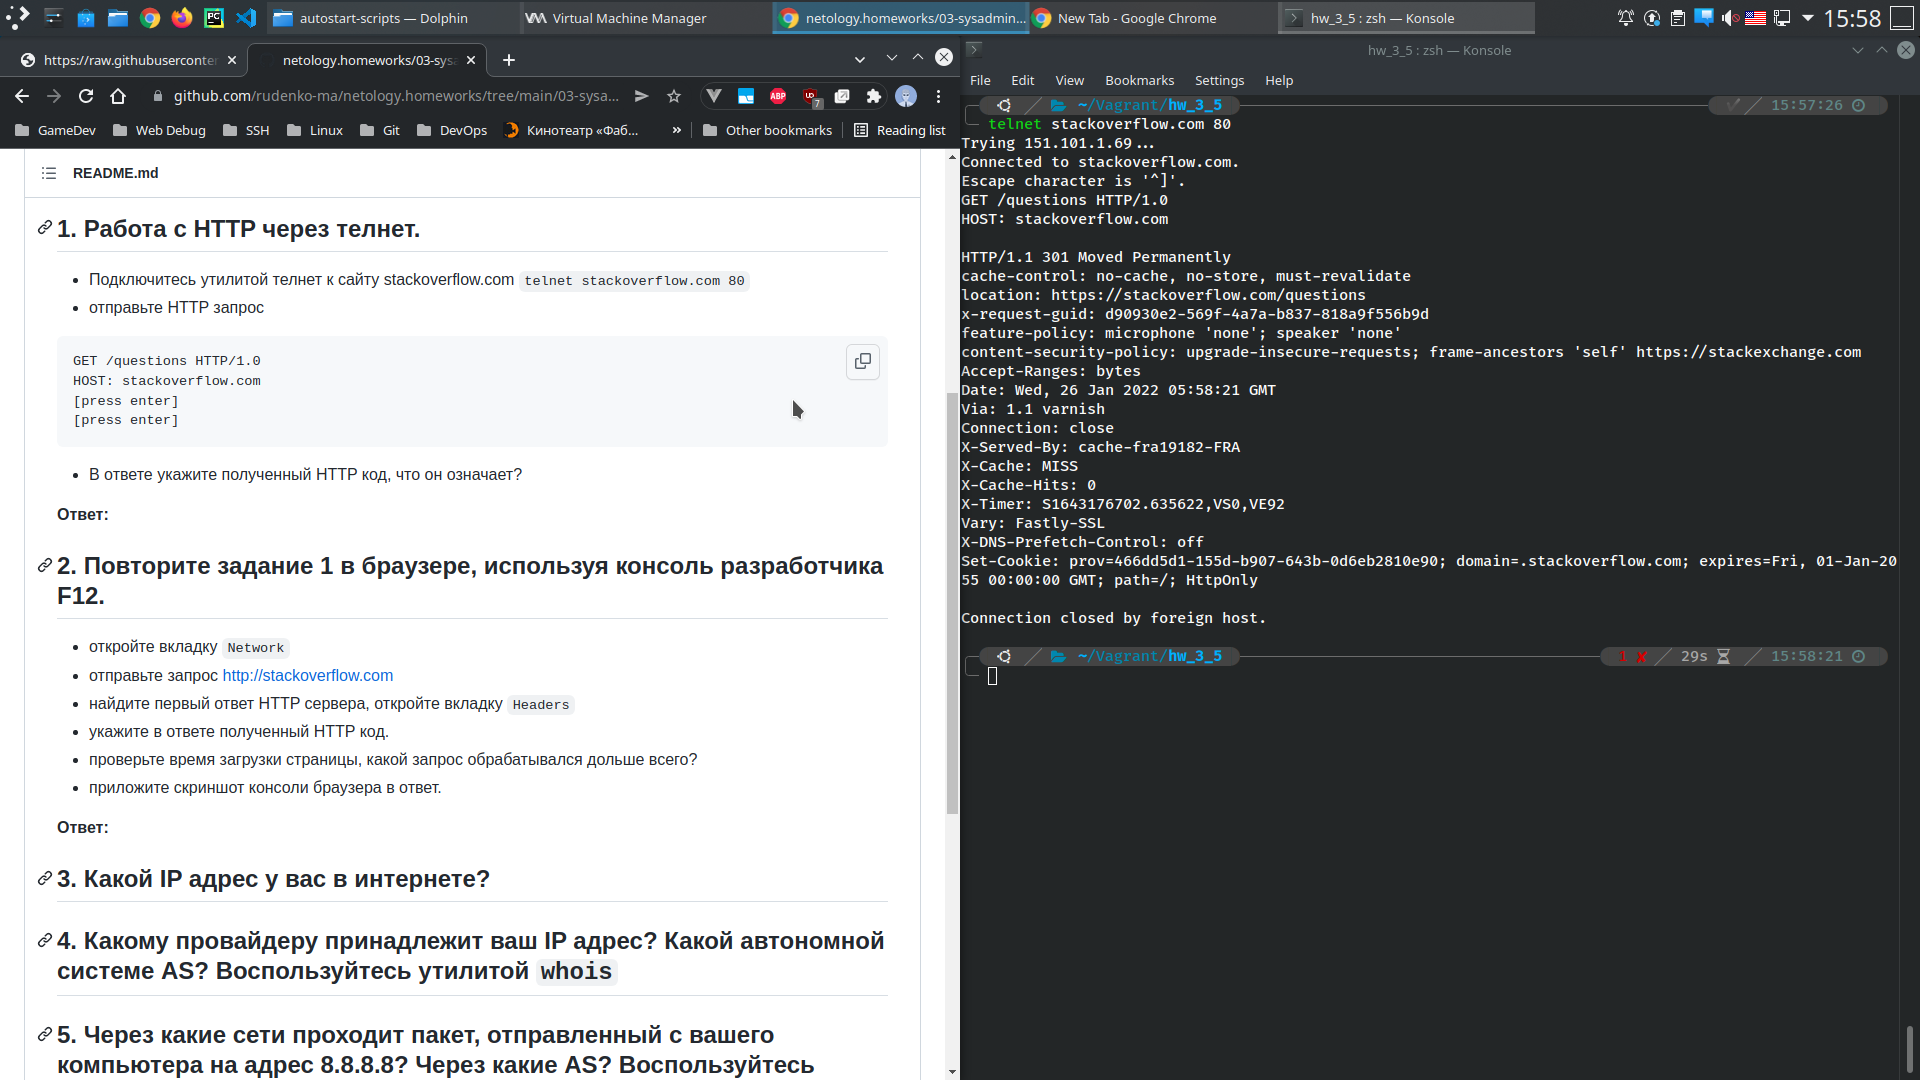 autostart-scripts — Dolphin
Virtual Machine Manager
netology.homeworks/03-sysadmin...
New Tab - Google Chrome
hw_3_5 : zsh — Konsole
15:58
https://raw.githubuserconter
netology.homeworks/03-sysa
github.com/rudenko-ma/netology.homeworks/tree/main/03-sysa...
ABP
7
GameDev
Web Debug
SSH
Linux
Git
DevOps
Кинотеатр «Фаб...
»
Other bookmarks
Reading list
README.md
1. Работа с HTTP через телнет.
Подключитесь утилитой телнет к сайту stackoverflow.com telnet stackoverflow.com 80
отправьте HTTP запрос
GET /questions HTTP/1.0
HOST: stackoverflow.com
[press enter]
[press enter]
В ответе укажите полученный HTTP код, что он означает?
Ответ:
2. Повторите задание 1 в браузере, используя консоль разработчика
F12.
откройте вкладку Network
отправьте запрос http://stackoverflow.com
найдите первый ответ HTTP сервера, откройте вкладку Headers
укажите в ответе полученный HTTP код.
проверьте время загрузки страницы, какой запрос обрабатывался дольше всего?
приложите скриншот консоли браузера в ответ.
Ответ:
3. Какой IP адрес у вас в интернете?
4. Какому провайдеру принадлежит ваш IP адрес? Какой автономной
системе AS? Воспользуйтесь утилитой whois
5. Через какие сети проходит пакет, отправленный с вашего
компьютера на адрес 8.8.8.8? Через какие AS? Воспользуйтесь
hw_3_5 : zsh — Konsole
File Edit View Bookmarks Settings Help
~/Vagrant/hw_3_5
15:57:26
telnet stackoverflow.com 80
Trying 151.101.1.69...
Connected to stackoverflow.com.
Escape character is '^]'.
GET /questions HTTP/1.0
HOST: stackoverflow.com
HTTP/1.1 301 Moved Permanently
cache-control: no-cache, no-store, must-revalidate
location: https://stackoverflow.com/questions
x-request-guid: d90930e2-569f-4a7a-b837-818a9f556b9d
feature-policy: microphone 'none'; speaker 'none'
content-security-policy: upgrade-insecure-requests; frame-ancestors 'self' https://stackexchange.com
Accept-Ranges: bytes
Date: Wed, 26 Jan 2022 05:58:21 GMT
Via: 1.1 varnish
Connection: close
X-Served-By: cache-fra19182-FRA
X-Cache: MISS
X-Cache-Hits: 0
X-Timer: S1643176702.635622,VS0,VE92
Vary: Fastly-SSL
X-DNS-Prefetch-Control: off
Set-Cookie: prov=466dd5d1-155d-b907-643b-0d6eb2810e90; domain=.stackoverflow.com; expires=Fri, 01-Jan-20
55 00:00:00 GMT; path=/; HttpOnly
Connection closed by foreign host.
~/Vagrant/hw_3_5
1 ✘ 29s 15:58:21